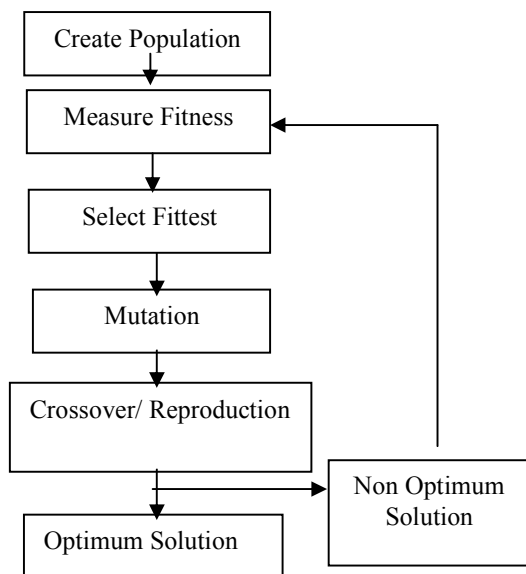 Create Population
Measure Fitness
Select Fittest
Mutation
Crossover/ Reproduction
Non Optimum
Solution
Optimum Solution